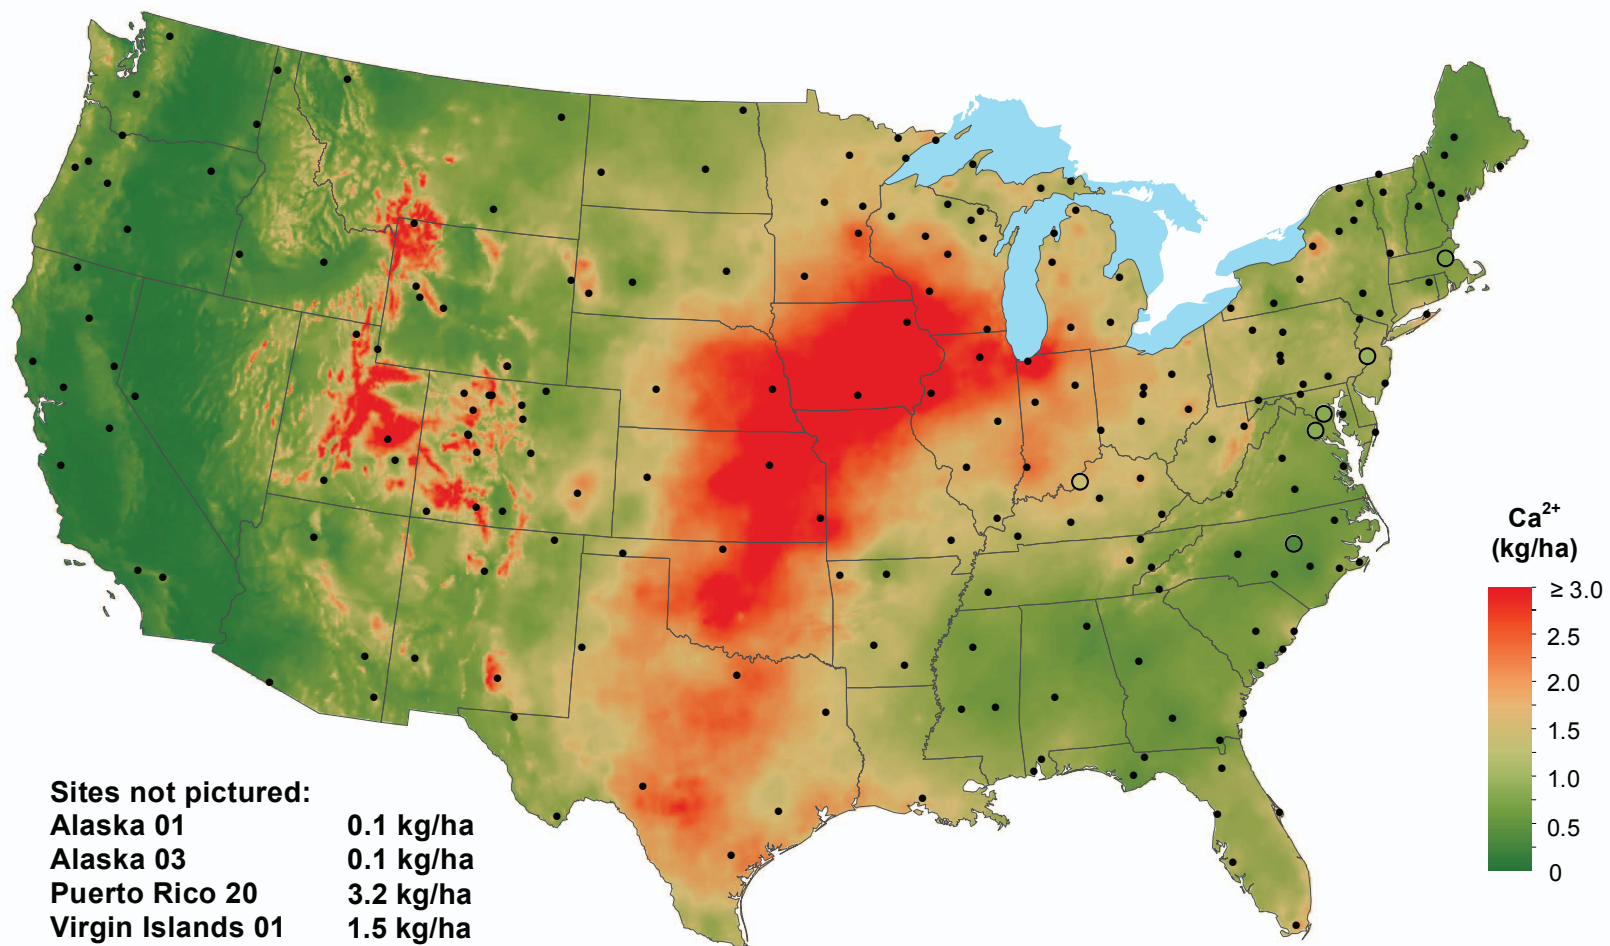 Ca2+
(kg/ha)
≥ 3.0
2.5
2.0
1.5
1.0
0.5
0
Sites not pictured:
Alaska 01 0.1 kg/ha
Alaska 03 0.1 kg/ha
Puerto Rico 20 3.2 kg/ha
Virgin Islands 01 1.5 kg/ha